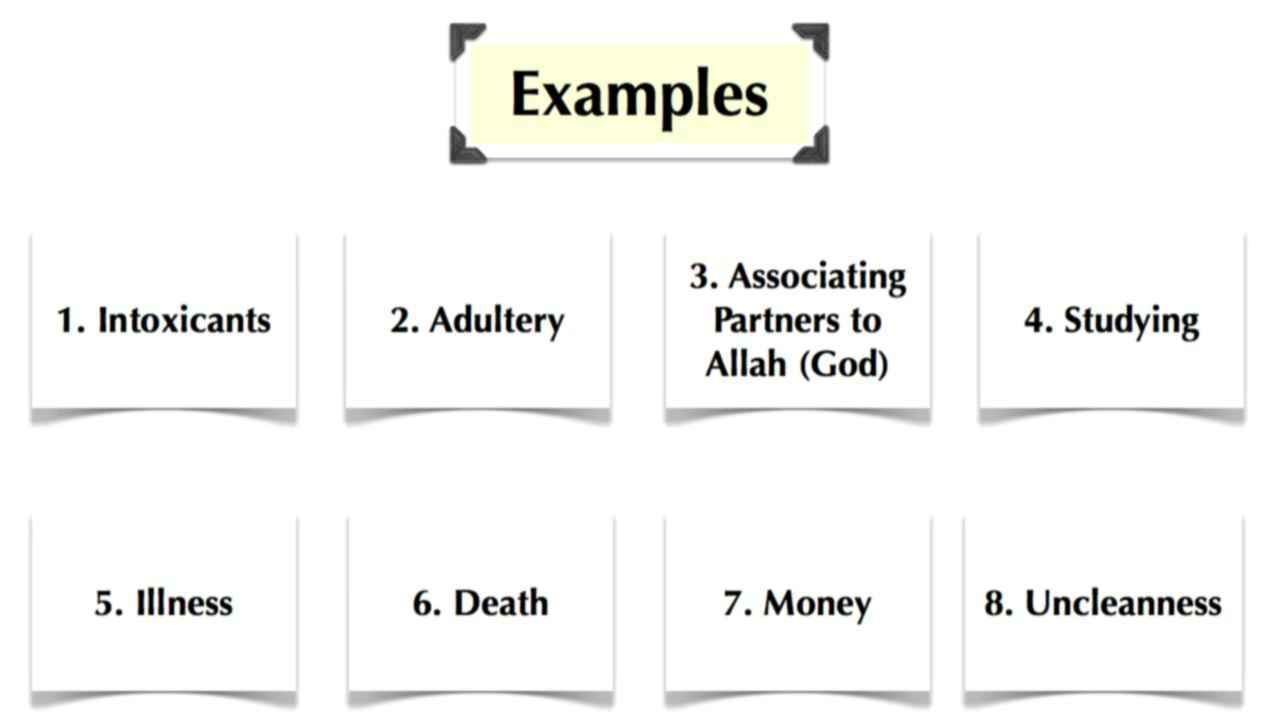 Examples
1. Intoxicants
2. Adultery
3. Associating
Partners to
Allah (God)
4. Studying
5. Illness
6. Death
7. Money
8. Uncleanness